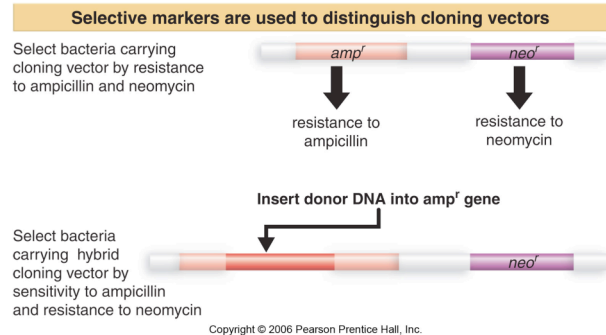 Selective markers are used to distinguish cloning vectors
Select bacteria carrying
cloning vector by resistance
to ampicillin and neomycin
ampʳ
neoʳ
resistance to
ampicillin
resistance to
neomycin
Insert donor DNA into ampʳ gene
Select bacteria
carrying hybrid
cloning vector by
sensitivity to ampicillin
and resistance to neomycin
neoʳ
Copyright © 2006 Pearson Prentice Hall, Inc.